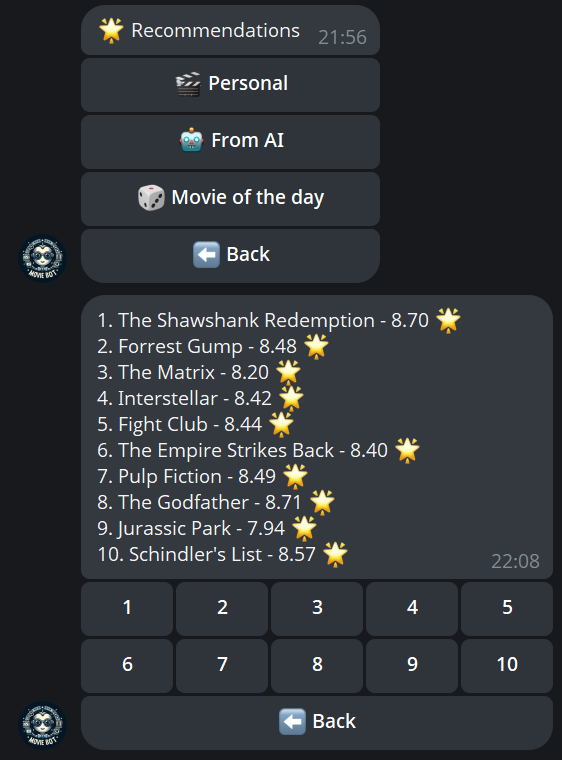 🌟 Recommendations 21:56
🎬 Personal
🤖 From AI
🎲 Movie of the day
⬅️ Back
MOVIE BOT
1. The Shawshank Redemption - 8.70 🌟
2. Forrest Gump - 8.48 🌟
3. The Matrix - 8.20 🌟
4. Interstellar - 8.42 🌟
5. Fight Club - 8.44 🌟
6. The Empire Strikes Back - 8.40 🌟
7. Pulp Fiction - 8.49 🌟
8. The Godfather - 8.71 🌟
9. Jurassic Park - 7.94 🌟
10. Schindler's List - 8.57 🌟
22:08
1 2 3 4 5
6 7 8 9 10
⬅️ Back
MOVIE BOT